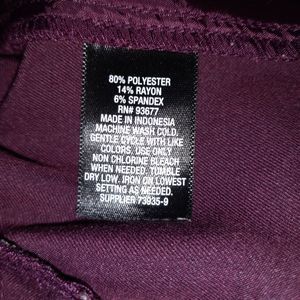 80% POLYESTER
14% RAYON
6% SPANDEX
RN# 93677
MADE IN INDONESIA
MACHINE WASH COLD,
GENTLE CYCLE WITH LIKE
COLORS. USE ONLY
NON CHLORINE BLEACH
WHEN NEEDED. TUMBLE
DRY LOW. IRON ON LOWEST
SETTING AS NEEDED.
SUPPLIER 73935-9